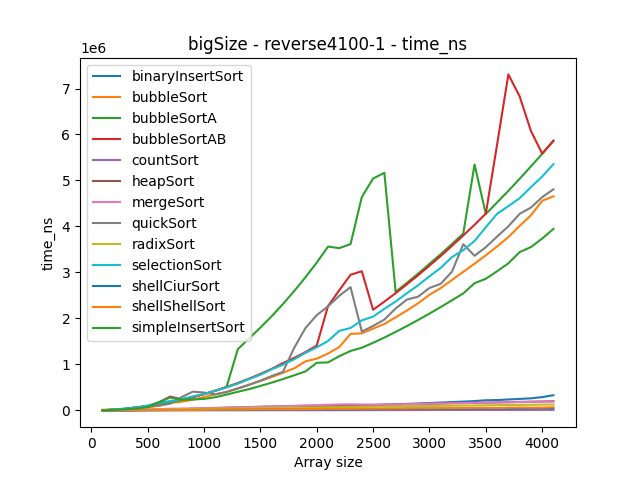 bigSize - reverse4100-1 - time_ns
1e6
7
6
5
4
3
2
1
0
time_ns
binaryInsertSort
bubbleSort
bubbleSortA
bubbleSortAB
countSort
heapSort
mergeSort
quickSort
radixSort
selectionSort
shellCiurSort
shellShellSort
simpleInsertSort
0 500 1000 1500 2000 2500 3000 3500 4000
Array size